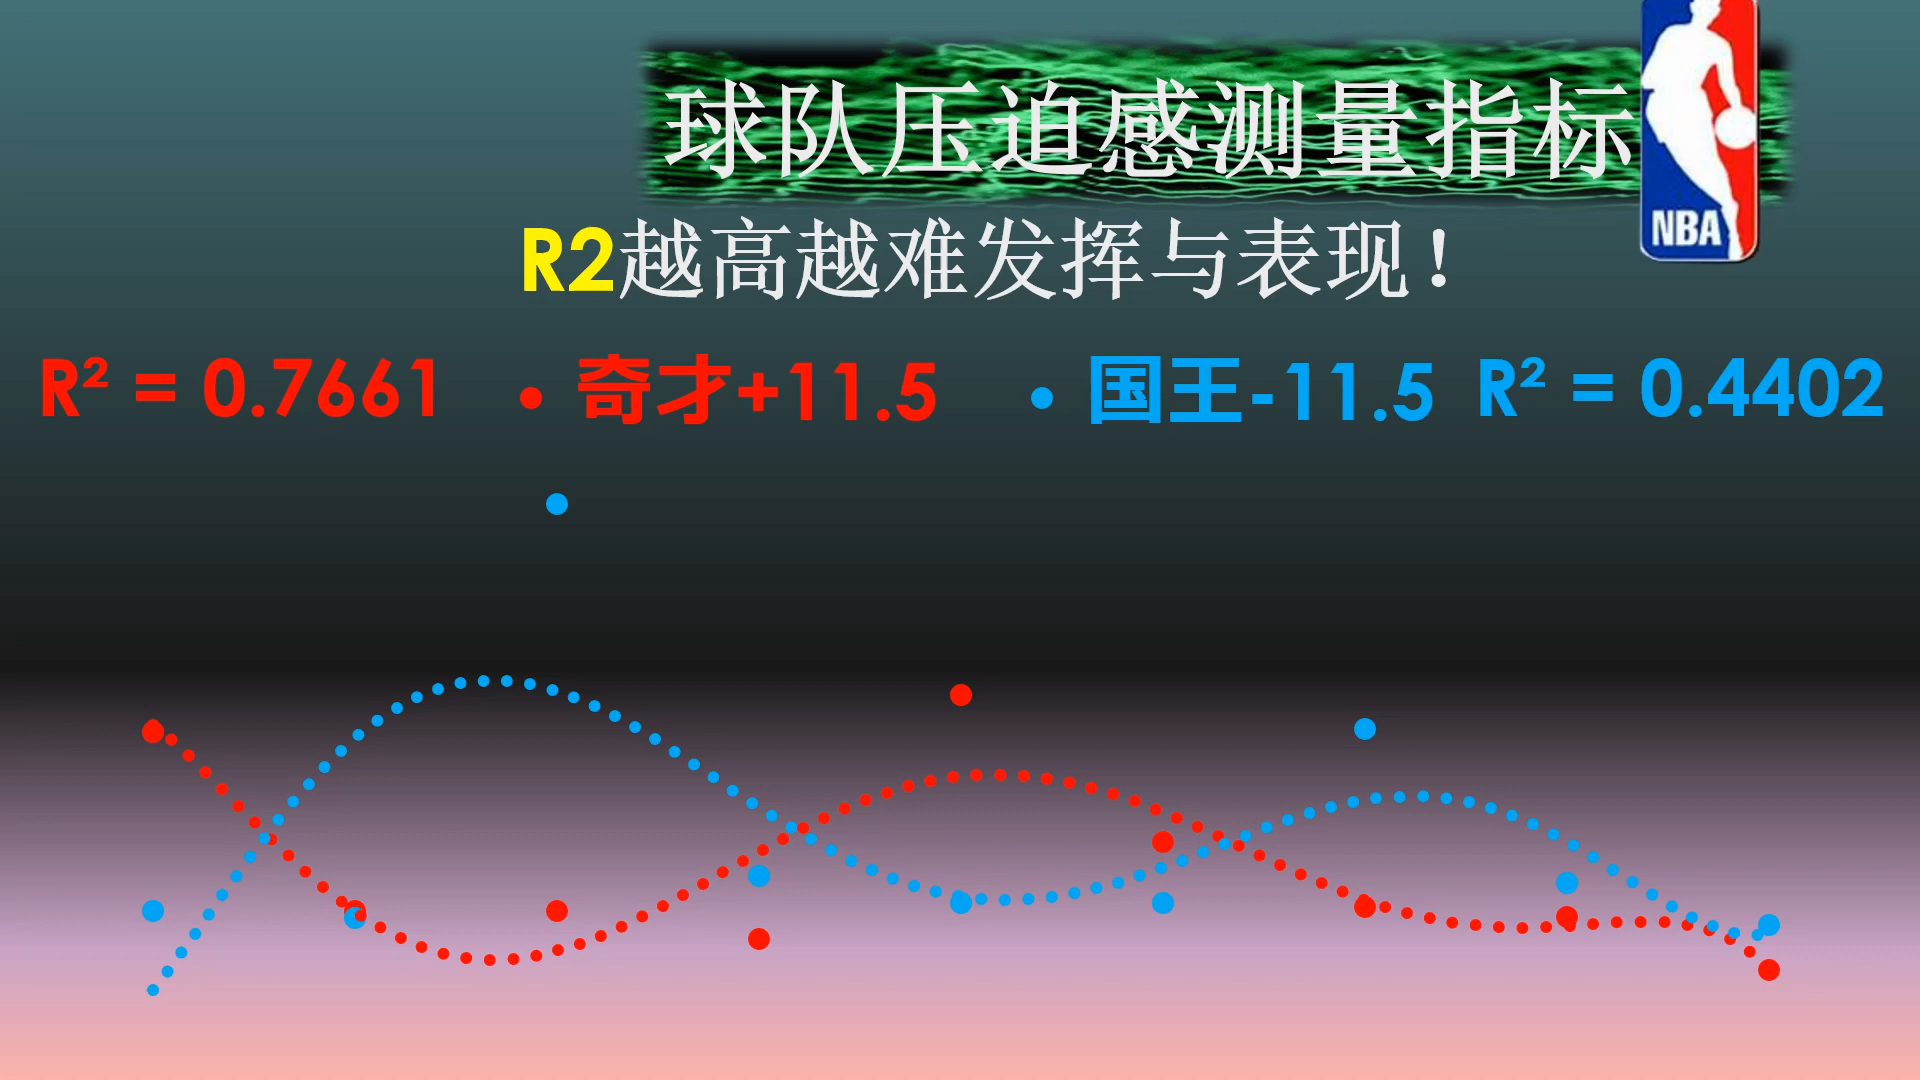 球队压迫感测量指标
NBA
R2越高越难发挥与表现！
R² = 0.7661 • 奇才+11.5 • 国王-11.5 R² = 0.4402